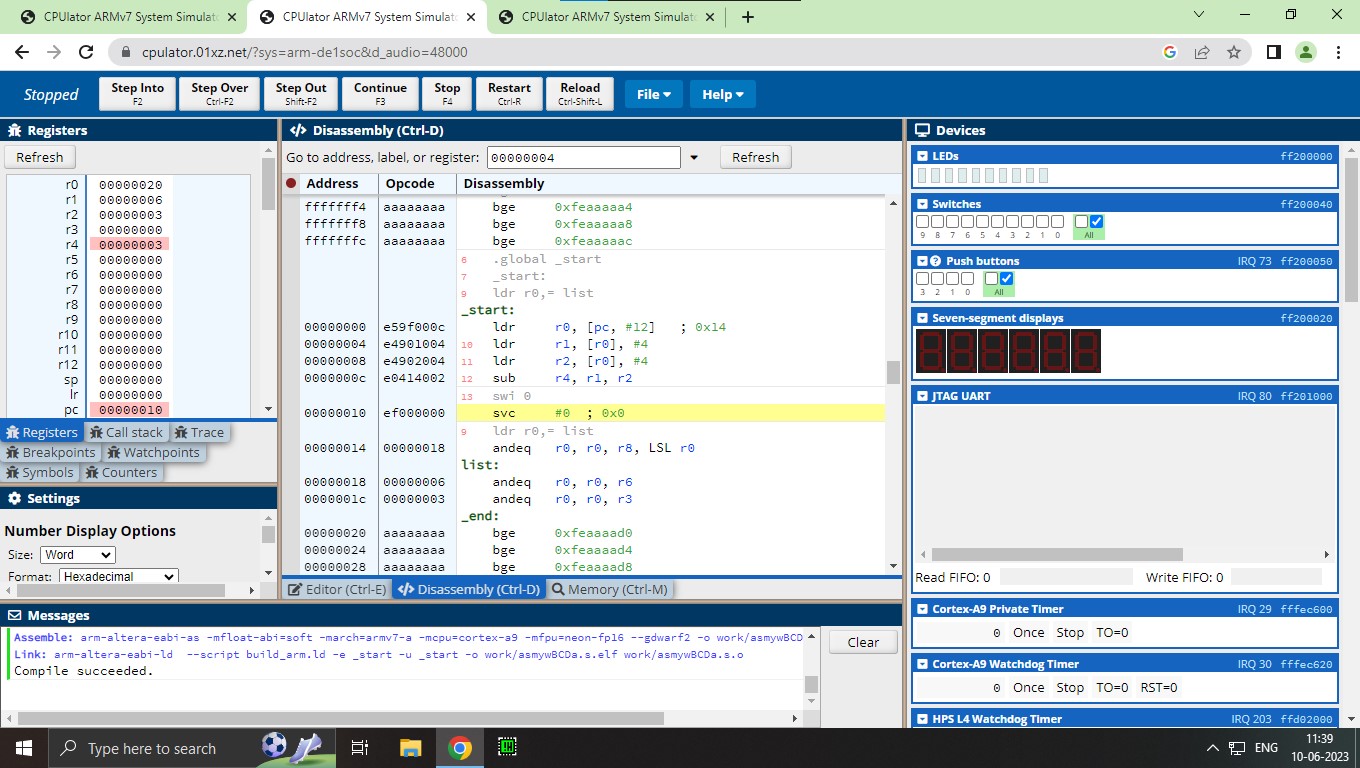 CPUlator ARMv7 System Simulat
CPUlator ARMv7 System Simulat
CPUlator ARMv7 System Simulat
cpulator.01xz.net/?sys=arm-de1soc&d_audio=48000
Stopped
Step Into F2
Step Over Ctrl-F2
Step Out Shift-F2
Continue F3
Stop F4
Restart Ctrl-R
Reload Ctrl-Shift-L
File
Help
Registers
Refresh
r0 00000020
r1 00000006
r2 00000003
r3 00000000
r4 00000003
r5 00000000
r6 00000000
r7 00000000
r8 00000000
r9 00000000
r10 00000000
r11 00000000
r12 00000000
sp 00000000
lr 00000000
pc 00000010
Registers Call stack Trace
Breakpoints Watchpoints
Symbols Counters
Settings
Number Display Options
Size: Word
Format: Hexadecimal
Disassembly (Ctrl-D)
Go to address, label, or register: 00000004 Refresh
Address Opcode Disassembly
fffffff4 aaaaaaaa bge 0xfeaaaaa4
fffffff8 aaaaaaaa bge 0xfeaaaaa8
fffffffc aaaaaaaa bge 0xfeaaaaac
6 .global _start
7 _start:
9 ldr r0,= list
_start:
00000000 e59f000c ldr r0, [pc, #12] ; 0x14
00000004 e4901004 10 ldr r1, [r0], #4
00000008 e4902004 11 ldr r2, [r0], #4
0000000c e0414002 12 sub r4, r1, r2
13 swi 0
00000010 ef000000 svc #0 ; 0x0
9 ldr r0,= list
00000014 00000018 andeq r0, r0, r8, LSL r0
list:
00000018 00000006 andeq r0, r0, r6
0000001c 00000003 andeq r0, r0, r3
_end:
00000020 aaaaaaaa bge 0xfeaaaad0
00000024 aaaaaaaa bge 0xfeaaaad4
00000028 aaaaaaaa bge 0xfeaaaad8
Editor (Ctrl-E) Disassembly (Ctrl-D) Memory (Ctrl-M)
Messages
Assemble: arm-altera-eabi-as -mfloat-abi=soft -march=armv7-a -mcpu=cortex-a9 -mfpu=neon-fp16 --gdwarf2 -o work/asmywBCD
Link: arm-altera-eabi-ld --script build_arm.ld -e _start -u _start -o work/asmywBCDa.s.elf work/asmywBCDa.s.o
Compile succeeded.
Clear
Devices
LEDs ff200000
Switches ff200040
9 8 7 6 5 4 3 2 1 0 All
Push buttons IRQ 73 ff200050
3 2 1 0 All
Seven-segment displays ff200020
JTAG UART IRQ 80 ff201000
Read FIFO: 0 Write FIFO: 0
Cortex-A9 Private Timer IRQ 29 fffec600
0 Once Stop TO=0
Cortex-A9 Watchdog Timer IRQ 30 fffec620
0 Once Stop TO=0 RST=0
HPS L4 Watchdog Timer IRQ 203 ffd02000
Type here to search
ENG
11:39
10-06-2023